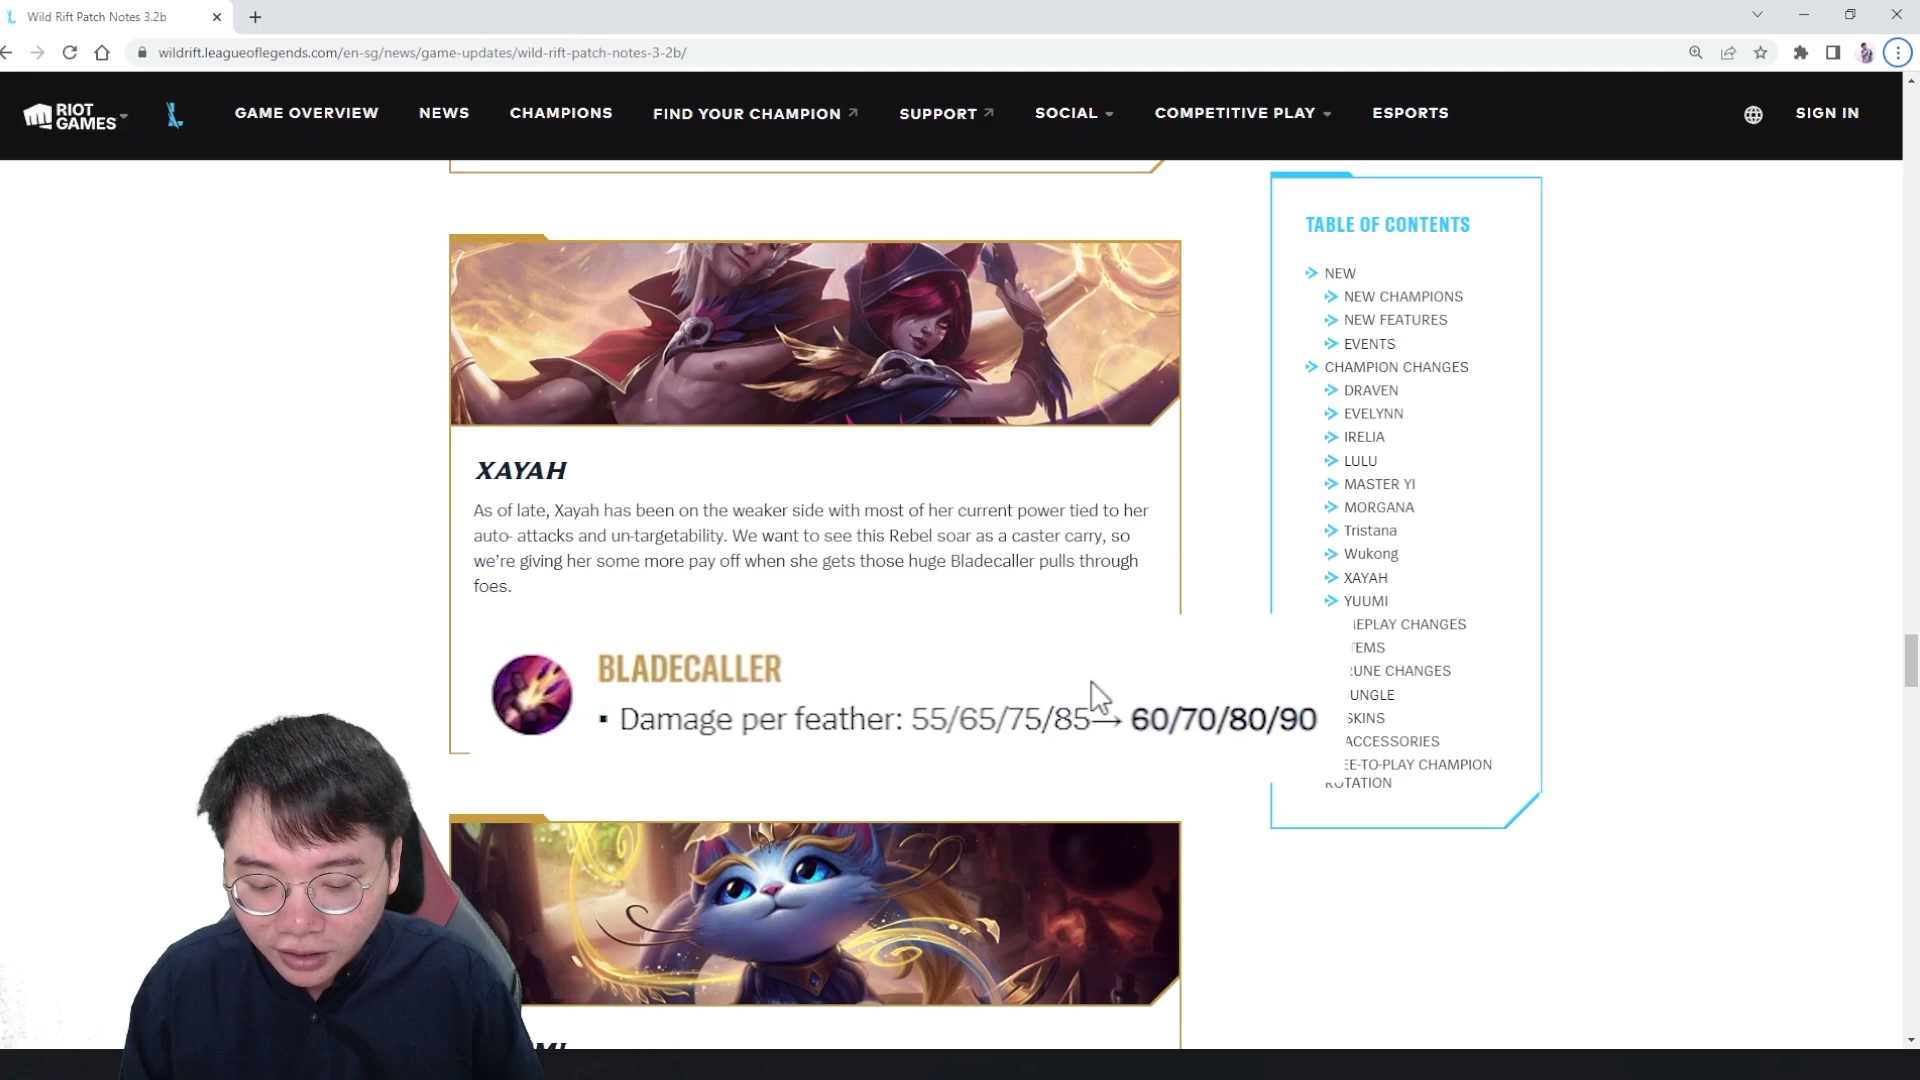 Wild Rift Patch Notes 3.2b
wildrift.leagueoflegends.com/en-sg/news/game-updates/wild-rift-patch-notes-3-2b/
RIOT GAMES
GAME OVERVIEW
NEWS
CHAMPIONS
FIND YOUR CHAMPION
SUPPORT
SOCIAL
COMPETITIVE PLAY
ESPORTS
SIGN IN
XAYAH
As of late, Xayah has been on the weaker side with most of her current power tied to her
auto- attacks and un-targetability. We want to see this Rebel soar as a caster carry, so
we're giving her some more pay off when she gets those huge Bladecaller pulls through
foes.
BLADECALLER
▪ Damage per feather: 55/65/75/85→ 60/70/80/90
TABLE OF CONTENTS
NEW
NEW CHAMPIONS
NEW FEATURES
EVENTS
CHAMPION CHANGES
DRAVEN
EVELYNN
IRELIA
LULU
MASTER YI
MORGANA
Tristana
Wukong
XAYAH
YUUMI
EPLAY CHANGES
TEMS
RUNE CHANGES
UNGLE
SKINS
ACCESSORIES
EE-TO-PLAY CHAMPION
ROTATION